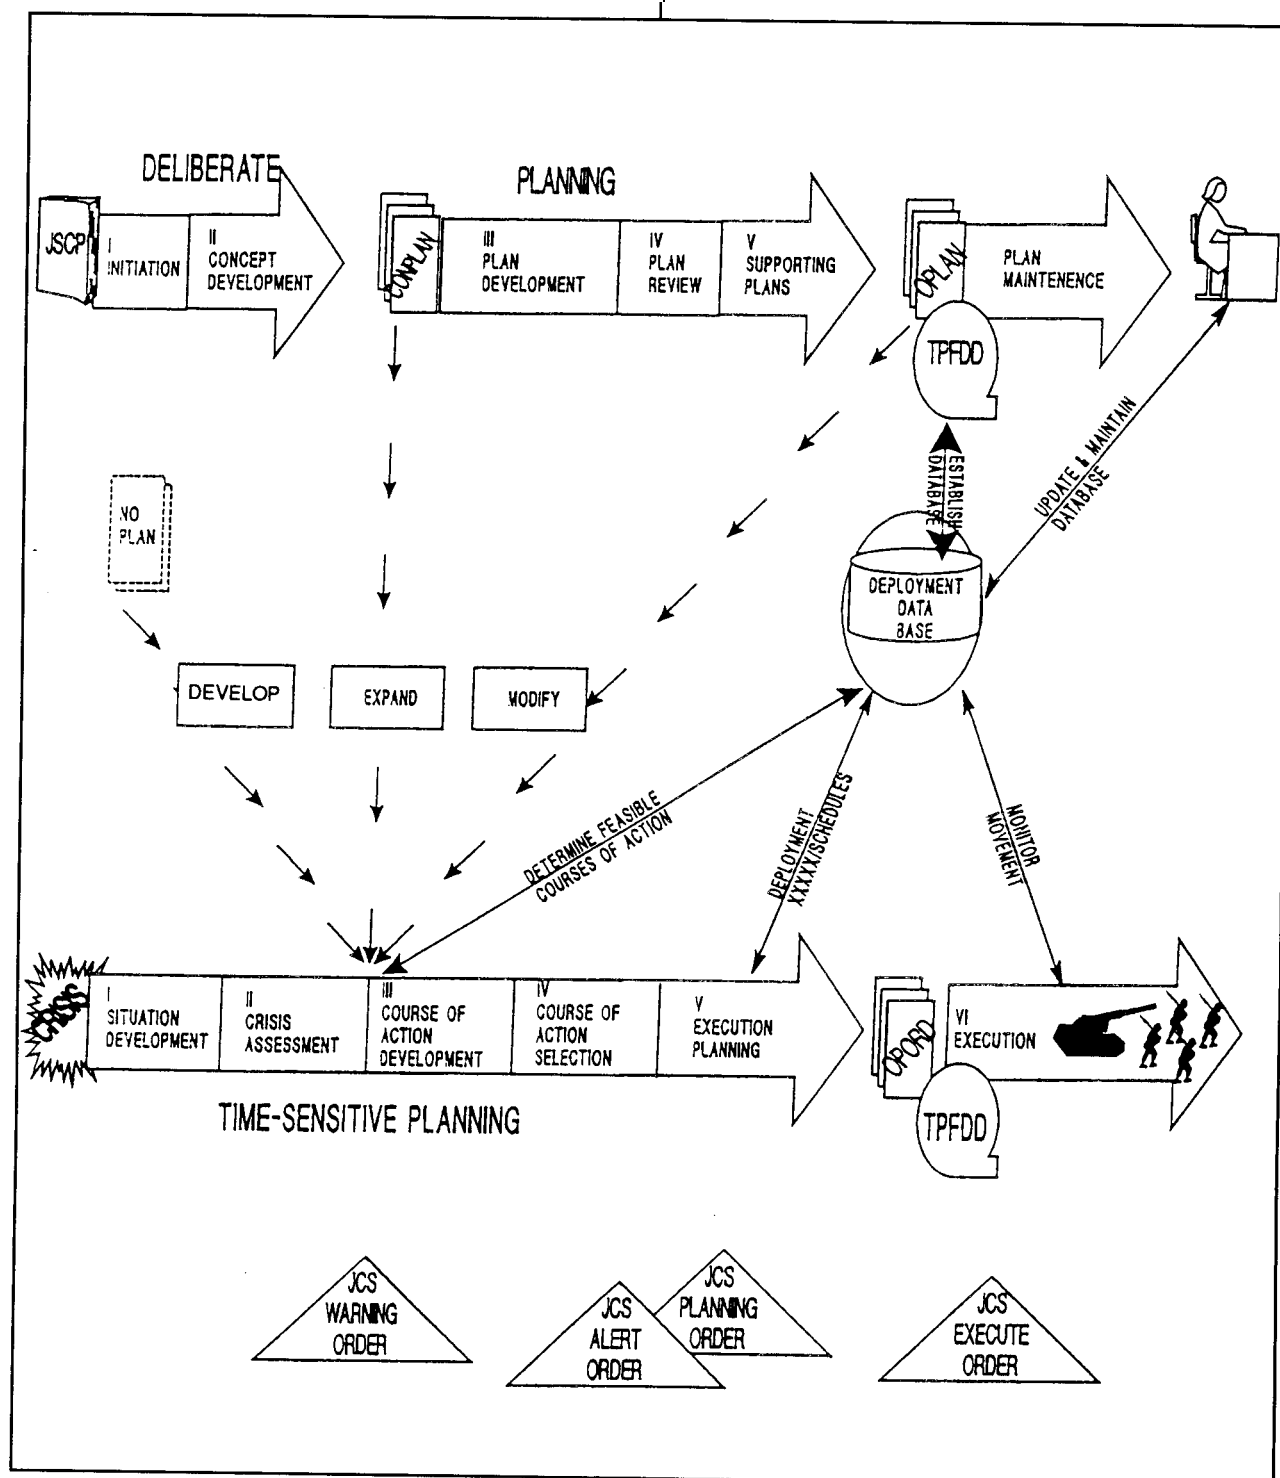 DELIBERATE
PLANNING
JSCP
I
INITIATION
II
CONCEPT
DEVELOPMENT
CONPLAN
III
PLAN
DEVELOPMENT
IV
PLAN
REVIEW
V
SUPPORTING
PLANS
OPLAN
PLAN
MAINTENENCE
TPFDD
ESTABLISH
DATABASE
UPDATE & MAINTAIN
DATABASE
NO
PLAN
DEPLOYMENT
DATA
BASE
DEVELOP
EXPAND
MODIFY
DETERMINE FEASIBLE
COURSES OF ACTION
DEPLOYMENT
XXXXX/SCHEDULES
MONITOR
MOVEMENT
CRISIS
I
SITUATION
DEVELOPMENT
II
CRISIS
ASSESSMENT
III
COURSE OF
ACTION
DEVELOPMENT
IV
COURSE OF
ACTION
SELECTION
V
EXECUTION
PLANNING
OPORD
VI
EXECUTION
TPFDD
TIME-SENSITIVE PLANNING
JCS
WARNING
ORDER
JCS
ALERT
ORDER
JCS
PLANNING
ORDER
JCS
EXECUTE
ORDER